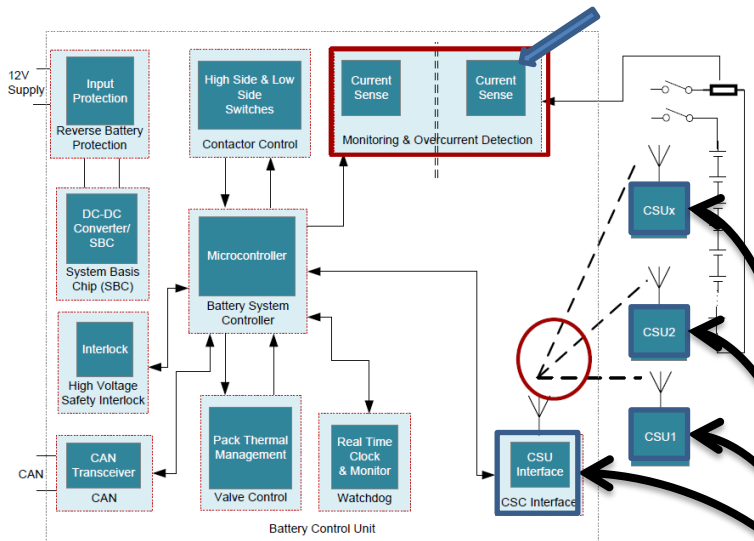 12V
Supply
Input
Protection
Reverse Battery
Protection
High Side & Low
Side
Switches
Contactor Control
Current
Sense
Current
Sense
Monitoring & Overcurrent Detection
DC-DC
Converter/
SBC
System Basis
Chip (SBC)
Microcontroller
Battery System
Controller
CSUx
Interlock
High Voltage
Safety Interlock
CSU2
CAN
CAN
Transceiver
CAN
Pack Thermal
Management
Valve Control
Real Time
Clock
& Monitor
Watchdog
CSU
Interface
CSC Interface
CSU1
Battery Control Unit